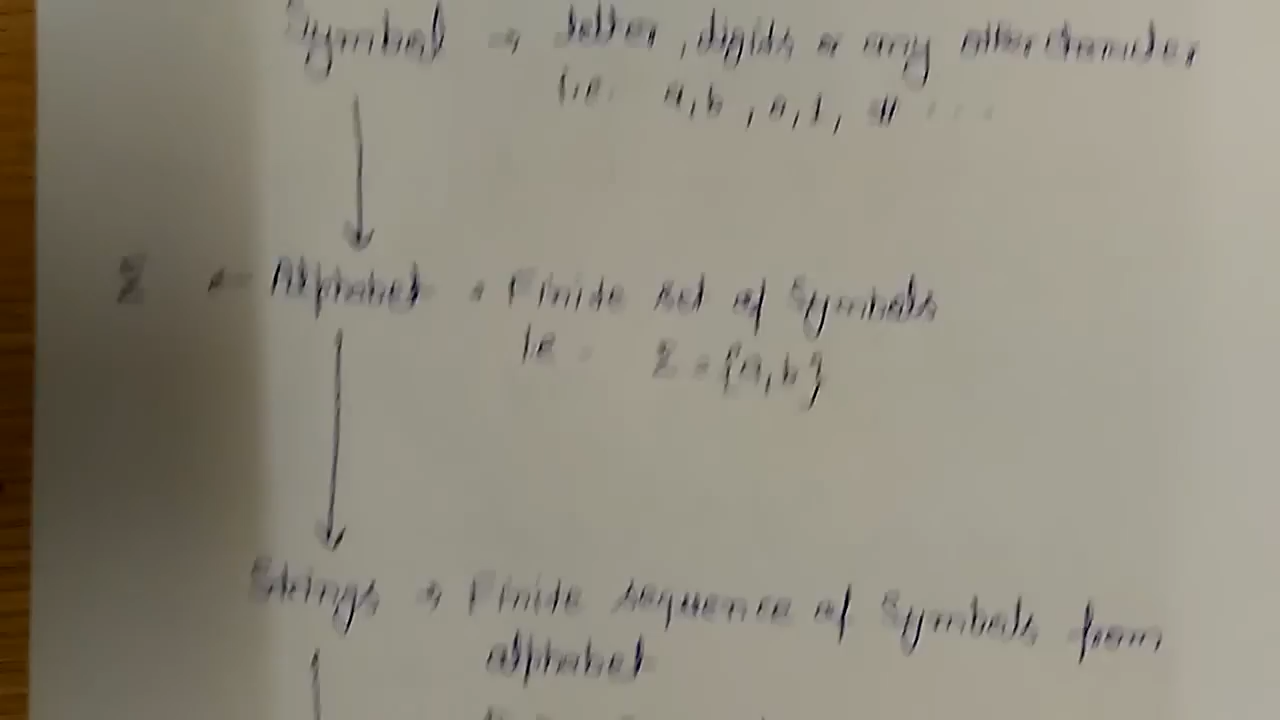 Symbol → letter, digits or any other character
i.e. a,b, 0,1, # ....
Σ ← Alphabet → Finite set of Symbols
i.e. Σ = {a,b}
Strings → Finite sequence of Symbols from
alphabet